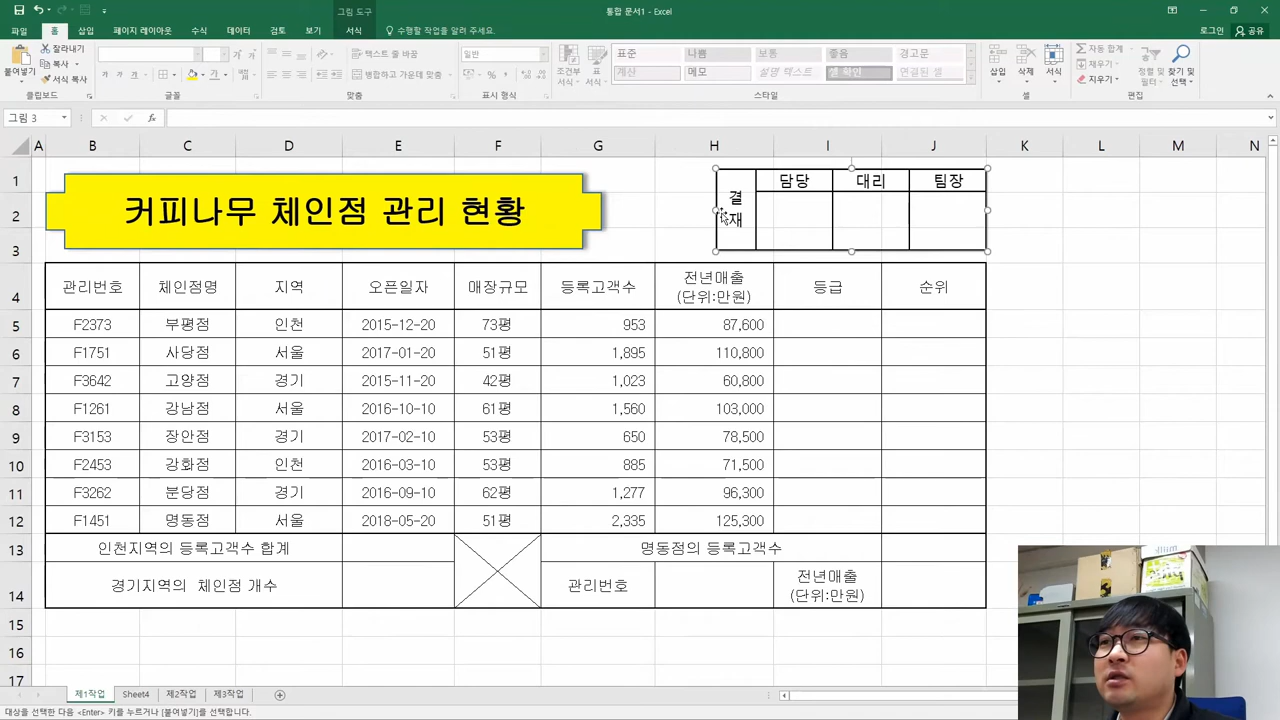 통합 문서1 - Excel
그림 도구
파일 홈 삽입 페이지 레이아웃 수식 데이터 검토 보기 서식 수행할 작업을 알려 주세요. 로그인 공유
붙여넣기 잘라내기 복사 서식 복사
클립보드
가 가 가
글꼴
텍스트 줄 바꿈
병합하고 가운데 맞춤
맞춤
일반
표시 형식
조건부 서식 표 서식
표준 나쁨 보통 좋음 경고문
계산 메모 설명 텍스트 셀 확인 연결된 셀
스타일
삽입 삭제 서식
셀
자동 합계 채우기 지우기 정렬 및 필터 찾기 및 선택
편집
그림 3
fx
A B C D E F G H I J K L M N
1 2 3 4 5 6 7 8 9 10 11 12 13 14 15 16 17
커피나무 체인점 관리 현황
결재 담당 대리 팀장
관리번호 체인점명 지역 오픈일자 매장규모 등록고객수 전년매출 (단위:만원) 등급 순위
F2373 부평점 인천 2015-12-20 73평 953 87,600
F1751 사당점 서울 2017-01-20 51평 1,895 110,800
F3642 고양점 경기 2015-11-20 42평 1,023 60,800
F1261 강남점 서울 2016-10-10 61평 1,560 103,000
F3153 장안점 경기 2017-02-10 53평 650 78,500
F2453 강화점 인천 2016-03-10 53평 885 71,500
F3262 분당점 경기 2016-09-10 62평 1,277 96,300
F1451 명동점 서울 2018-05-20 51평 2,335 125,300
인천지역의 등록고객수 합계 명동점의 등록고객수
경기지역의 체인점 개수 관리번호 전년매출 (단위:만원)
제1작업 Sheet4 제2작업 제3작업
대상을 선택한 다음 <Enter> 키를 누르거나 [붙여넣기]를 선택합니다.